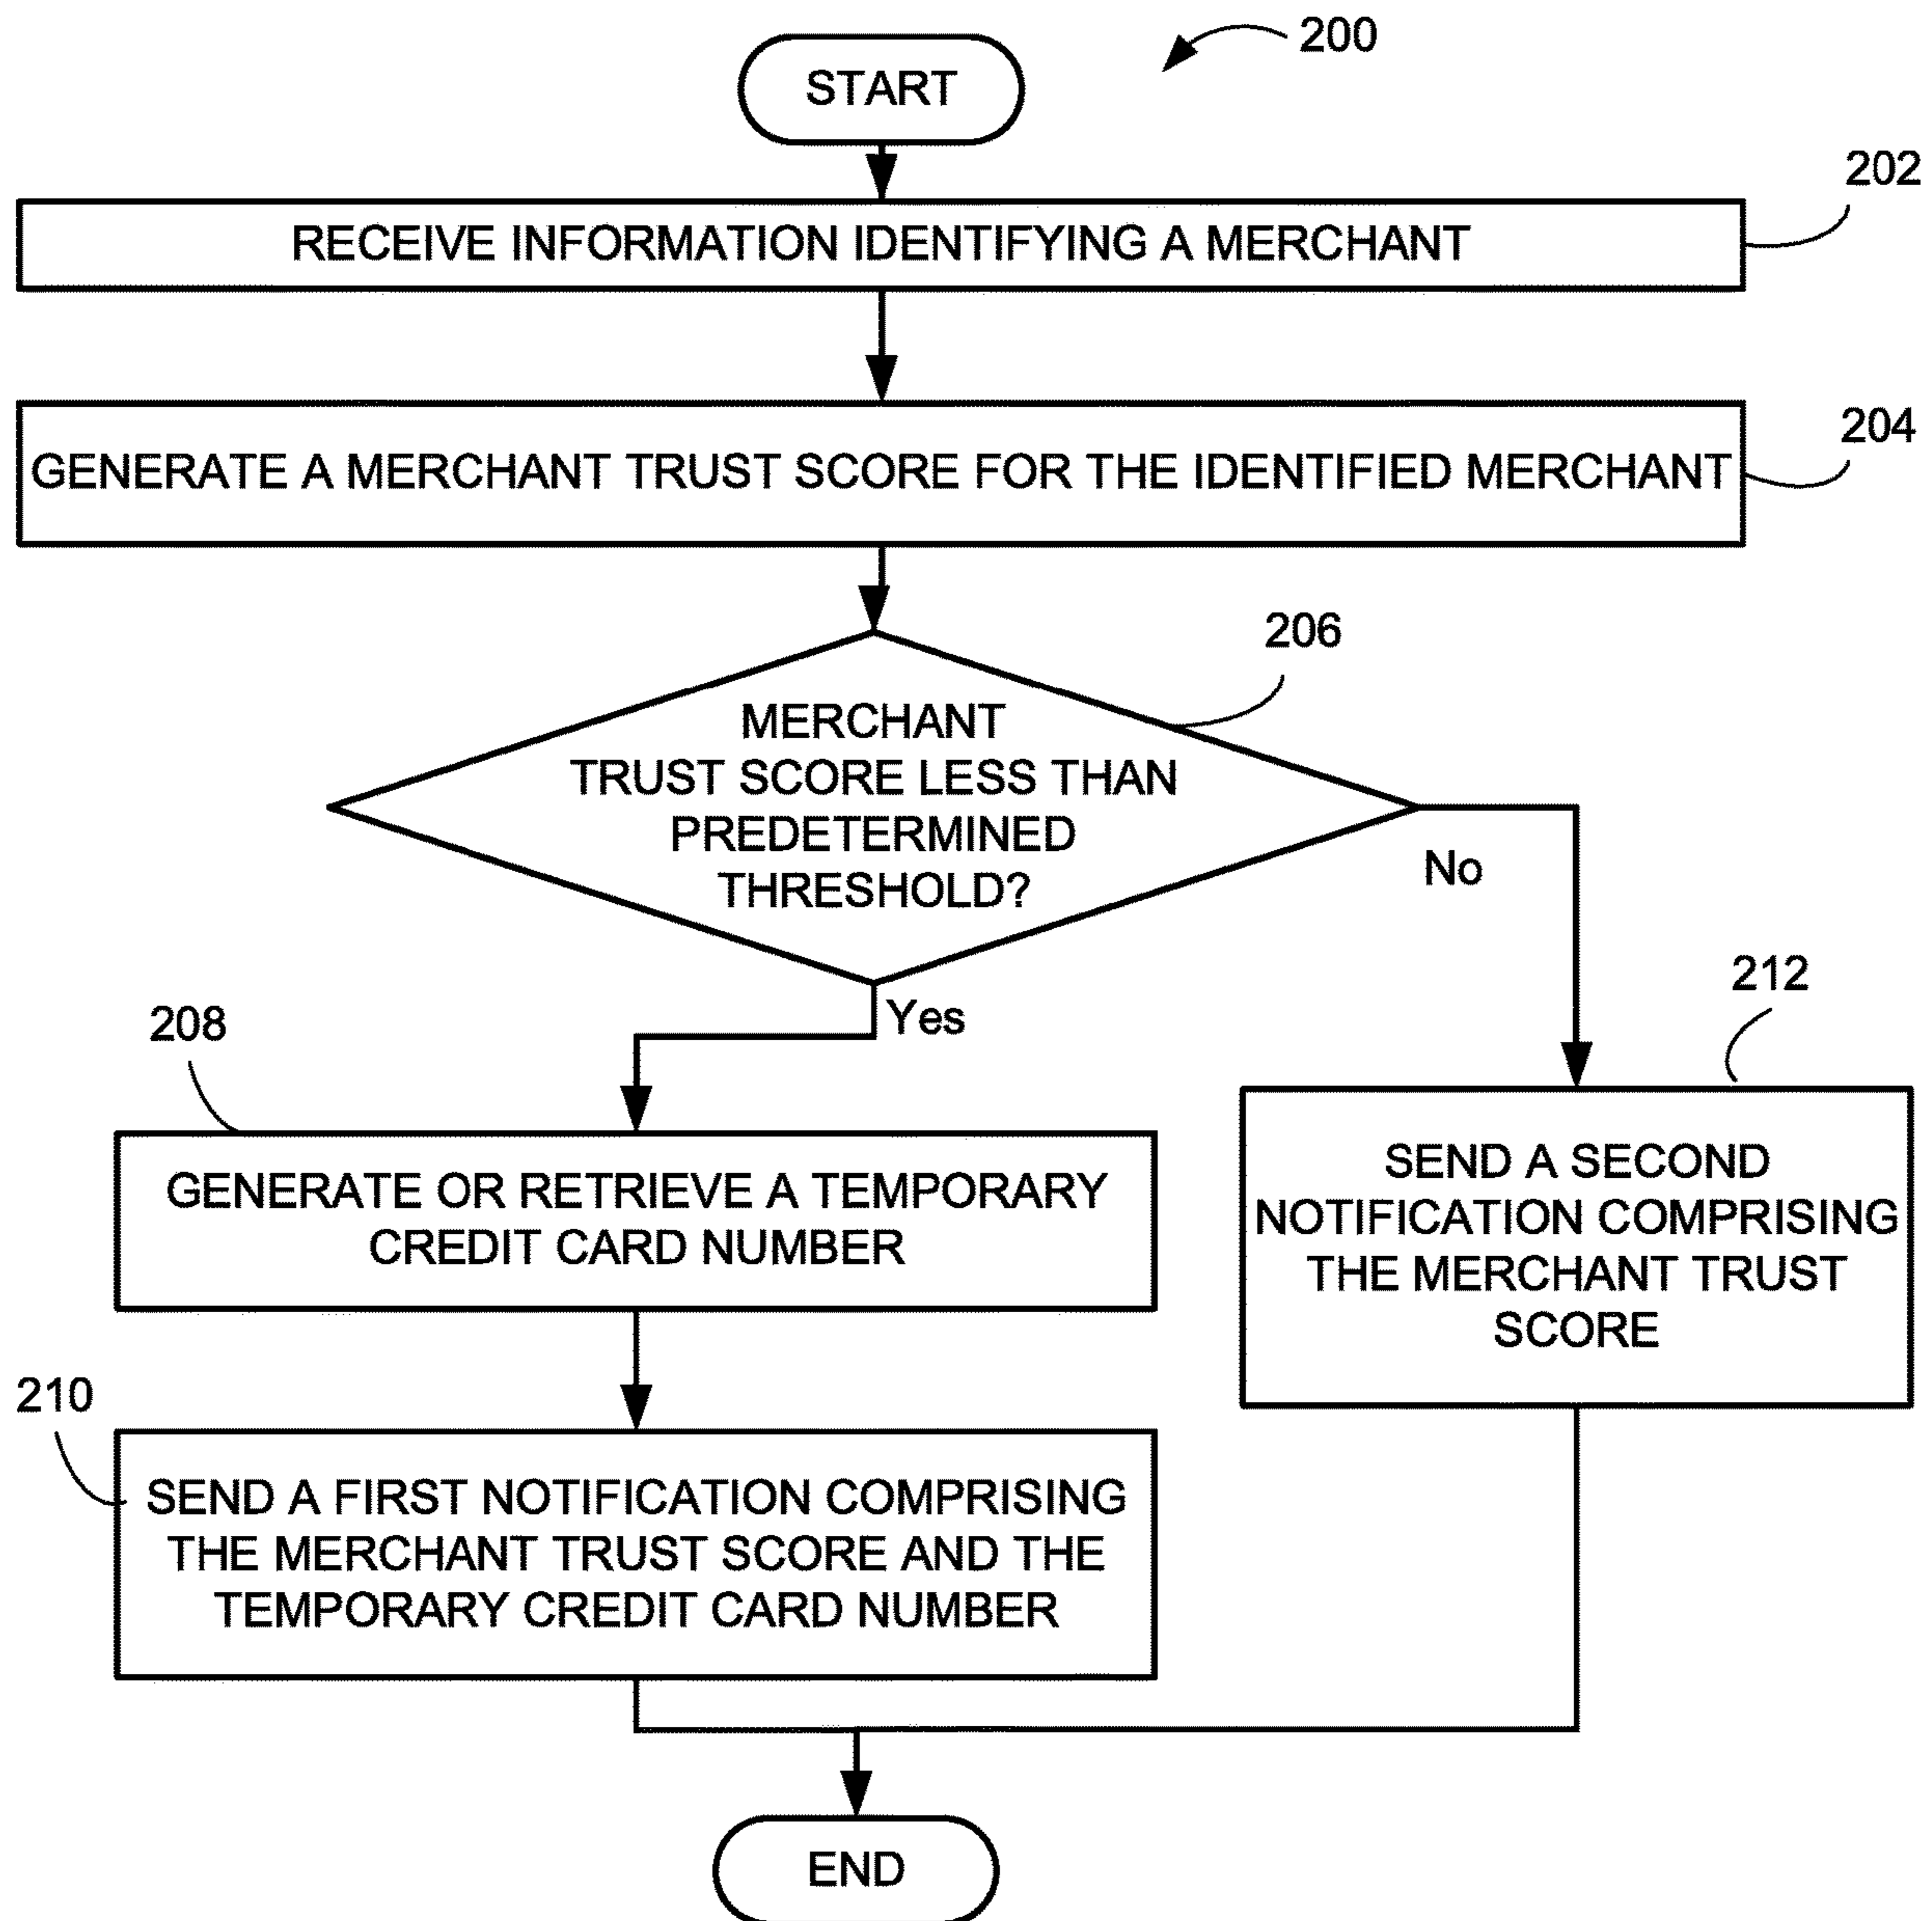 200
START
202
RECEIVE INFORMATION IDENTIFYING A MERCHANT
204
GENERATE A MERCHANT TRUST SCORE FOR THE IDENTIFIED MERCHANT
206
MERCHANT
TRUST SCORE LESS THAN
PREDETERMINED
THRESHOLD?
No
Yes
208
GENERATE OR RETRIEVE A TEMPORARY
CREDIT CARD NUMBER
212
SEND A SECOND
NOTIFICATION COMPRISING
THE MERCHANT TRUST
SCORE
210
SEND A FIRST NOTIFICATION COMPRISING
THE MERCHANT TRUST SCORE AND THE
TEMPORARY CREDIT CARD NUMBER
END